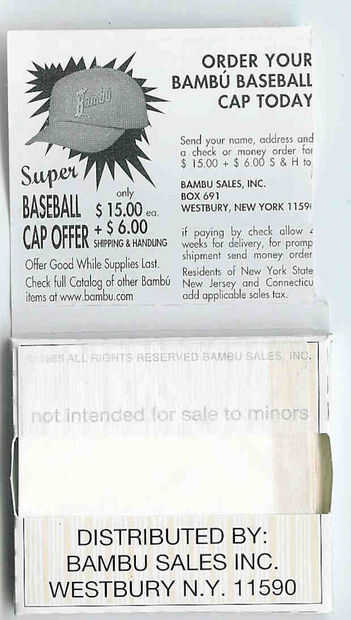 Bambú
Super
BASEBALL
CAP OFFER
only
$ 15.00 ea.
+ $ 6.00
SHIPPING & HANDLING
Offer Good While Supplies Last.
Check full Catalog of other Bambú
items at www.bambu.com
ORDER YOUR
BAMBÚ BASEBALL
CAP TODAY
Send your name, address and
a check or money order for
$ 15.00 + $ 6.00 S & H to
BAMBU SALES, INC.
BOX 691
WESTBURY, NEW YORK 1159
if paying by check allow
weeks for delivery, for promp
shipment send money order
Residents of New York State
New Jersey and Connecticu
add applicable sales tax.
ALL RIGHTS RESERVED BAMBU SALES, INC.
not intended for sale to minors
DISTRIBUTED BY:
BAMBU SALES INC.
WESTBURY N.Y. 11590